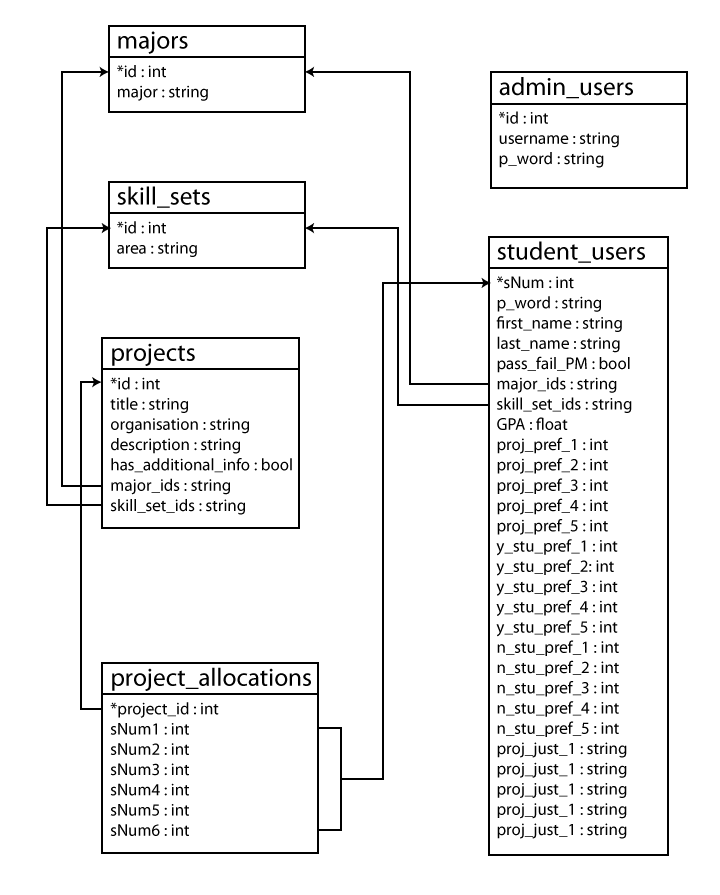 majors
*id : int
major : string
admin_users
*id : int
username : string
p_word : string
skill_sets
*id : int
area : string
student_users
*sNum : int
p_word : string
first_name : string
last_name : string
pass_fail_PM : bool
major_ids : string
skill_set_ids : string
GPA : float
proj_pref_1 : int
proj_pref_2 : int
proj_pref_3 : int
proj_pref_4 : int
proj_pref_5 : int
y_stu_pref_1 : int
y_stu_pref_2: int
y_stu_pref_3 : int
y_stu_pref_4 : int
y_stu_pref_5 : int
n_stu_pref_1 : int
n_stu_pref_2 : int
n_stu_pref_3 : int
n_stu_pref_4 : int
n_stu_pref_5 : int
proj_just_1 : string
proj_just_1 : string
proj_just_1 : string
proj_just_1 : string
proj_just_1 : string
projects
*id : int
title : string
organisation : string
description : string
has_additional_info : bool
major_ids : string
skill_set_ids : string
project_allocations
*project_id : int
sNum1 : int
sNum2 : int
sNum3 : int
sNum4 : int
sNum5 : int
sNum6 : int